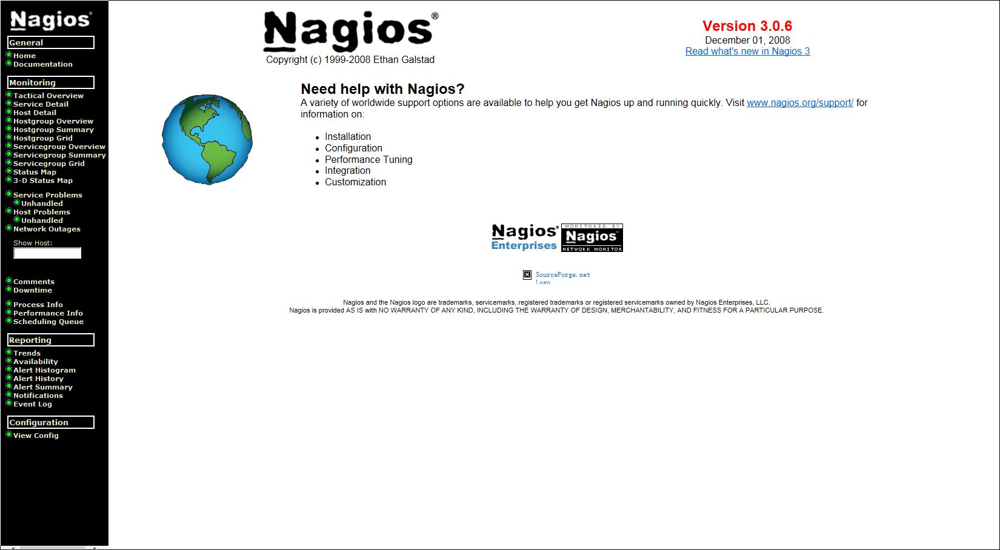 Nagios®
General
Home
Documentation
Monitoring
Tactical Overview
Service Detail
Host Detail
Hostgroup Overview
Hostgroup Summary
Hostgroup Grid
Servicegroup Overview
Servicegroup Summary
Servicegroup Grid
Status Map
3-D Status Map
Service Problems
Unhandled
Host Problems
Unhandled
Network Outages
Show Host:
Comments
Downtime
Process Info
Performance Info
Scheduling Queue
Reporting
Trends
Availability
Alert Histogram
Alert History
Alert Summary
Notifications
Event Log
Configuration
View Config
Nagios®
Copyright (c) 1999-2008 Ethan Galstad
Version 3.0.6
December 01, 2008
Read what's new in Nagios 3
Need help with Nagios?
A variety of worldwide support options are available to help you get Nagios up and running quickly. Visit www.nagios.org/support/ for
information on:
Installation
Configuration
Performance Tuning
Integration
Customization
Nagios®
Enterprises
MONITORED BY
Nagios™
NETWORK MONITOR
SourceForge.net
Logo
Nagios and the Nagios logo are trademarks, servicemarks, registered trademarks or registered servicemarks owned by Nagios Enterprises, LLC.
Nagios is provided AS IS with NO WARRANTY OF ANY KIND, INCLUDING THE WARRANTY OF DESIGN, MERCHANTABILITY, AND FITNESS FOR A PARTICULAR PURPOSE.